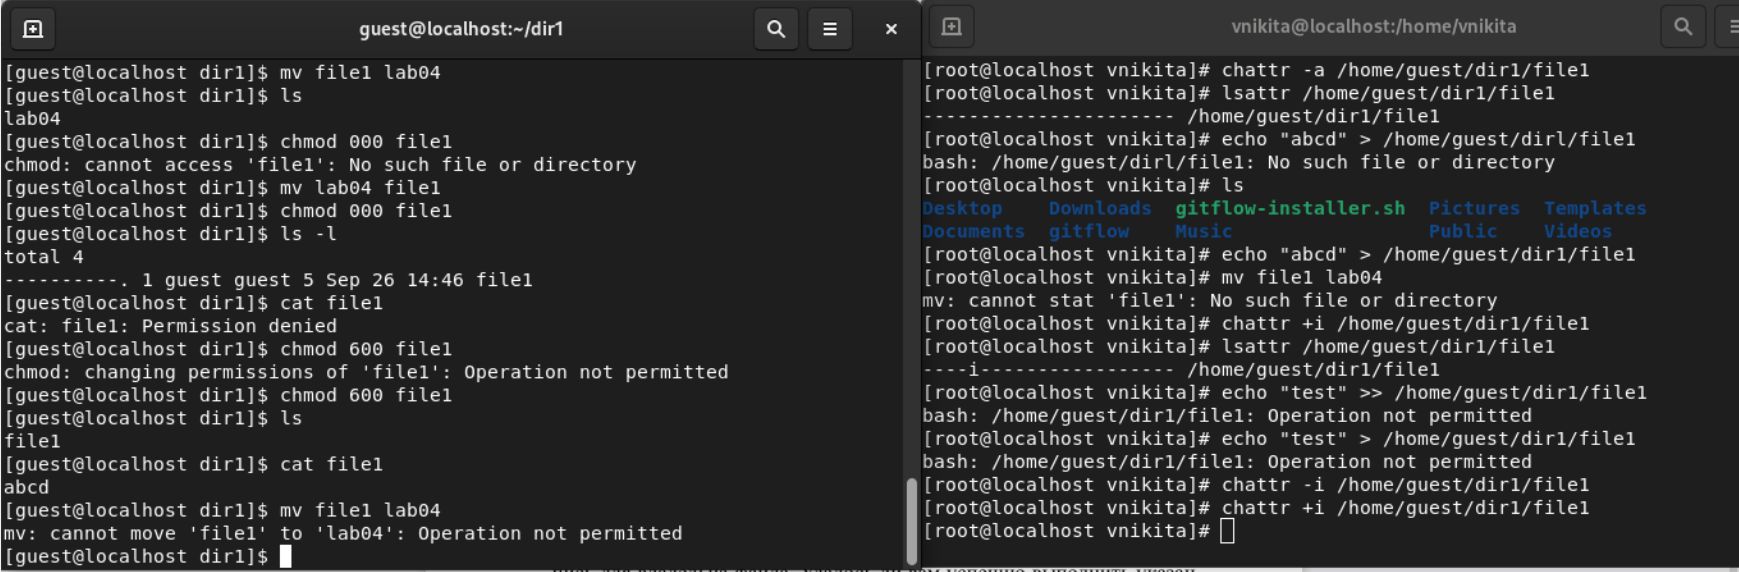 guest@localhost:~/dir1
[guest@localhost dir1]$ mv file1 lab04
[guest@localhost dir1]$ ls
lab04
[guest@localhost dir1]$ chmod 000 file1
chmod: cannot access 'file1': No such file or directory
[guest@localhost dir1]$ mv lab04 file1
[guest@localhost dir1]$ chmod 000 file1
[guest@localhost dir1]$ ls -l
total 4
----------. 1 guest guest 5 Sep 26 14:46 file1
[guest@localhost dir1]$ cat file1
cat: file1: Permission denied
[guest@localhost dir1]$ chmod 600 file1
chmod: changing permissions of 'file1': Operation not permitted
[guest@localhost dir1]$ chmod 600 file1
[guest@localhost dir1]$ ls
file1
[guest@localhost dir1]$ cat file1
abcd
[guest@localhost dir1]$ mv file1 lab04
mv: cannot move 'file1' to 'lab04': Operation not permitted
[guest@localhost dir1]$
vnikita@localhost:/home/vnikita
[root@localhost vnikita]# chattr -a /home/guest/dir1/file1
[root@localhost vnikita]# lsattr /home/guest/dir1/file1
---------------------- /home/guest/dir1/file1
[root@localhost vnikita]# echo "abcd" > /home/guest/dirl/file1
bash: /home/guest/dirl/file1: No such file or directory
[root@localhost vnikita]# ls
Desktop Downloads gitflow-installer.sh Pictures Templates
Documents gitflow Music Public Videos
[root@localhost vnikita]# echo "abcd" > /home/guest/dir1/file1
[root@localhost vnikita]# mv file1 lab04
mv: cannot stat 'file1': No such file or directory
[root@localhost vnikita]# chattr +i /home/guest/dir1/file1
[root@localhost vnikita]# lsattr /home/guest/dir1/file1
----i----------------- /home/guest/dir1/file1
[root@localhost vnikita]# echo "test" >> /home/guest/dir1/file1
bash: /home/guest/dir1/file1: Operation not permitted
[root@localhost vnikita]# echo "test" > /home/guest/dir1/file1
bash: /home/guest/dir1/file1: Operation not permitted
[root@localhost vnikita]# chattr -i /home/guest/dir1/file1
[root@localhost vnikita]# chattr +i /home/guest/dir1/file1
[root@localhost vnikita]#